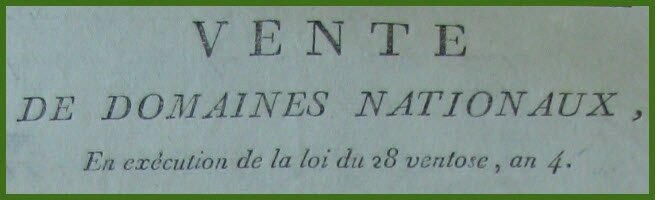 VENTE
DE DOMAINES NATIONAUX,
En exécution de la loi du 28 ventose, an 4.